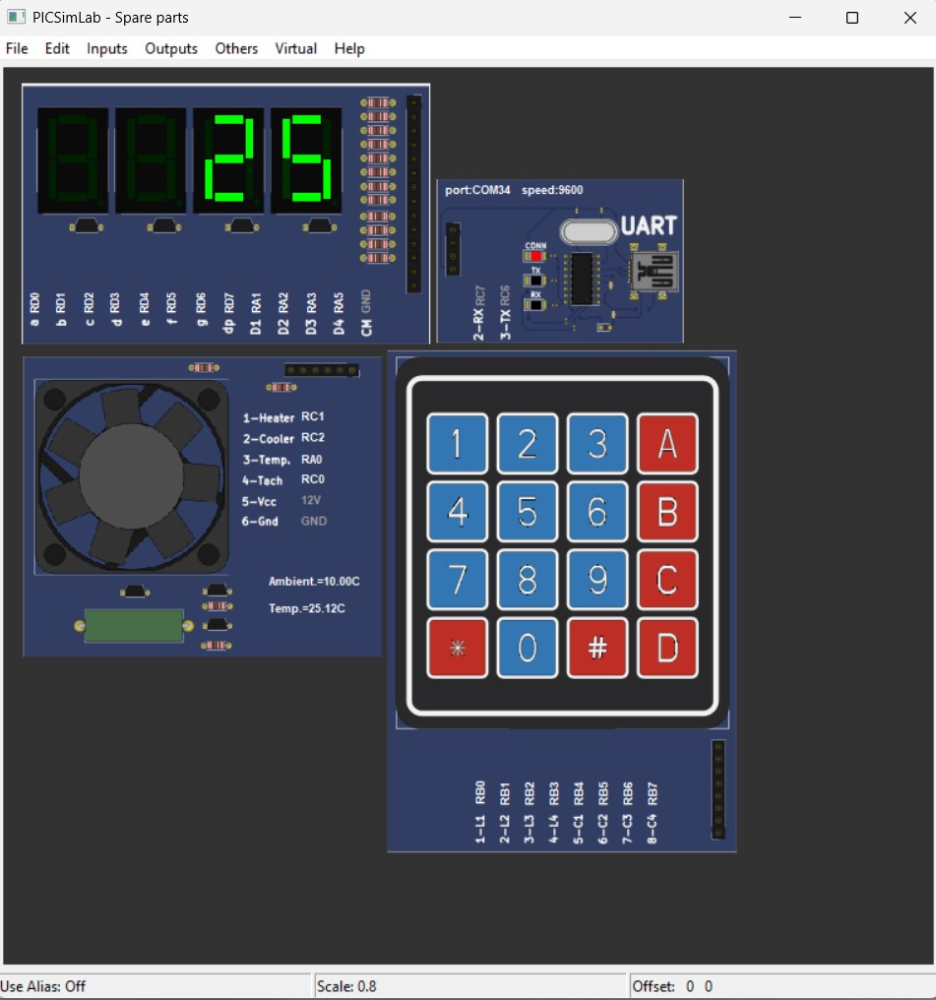 PICSimLab - Spare parts
File Edit Inputs Outputs Others Virtual Help
25
a RD0
b RD1
c RD2
d RD3
e RD4
f RD5
g RD6
dp RD7
D1 RA1
D2 RA2
D3 RA3
D4 RA5
CM GND
port:COM34 speed:9600
UART
CONN
TX
RX
2-RX RC7
3-TX RC6
1-Heater RC1
2-Cooler RC2
3-Temp. RA0
4-Tach RC0
5-Vcc 12V
6-Gnd GND
Ambient.=10.00C
Temp.=25.12C
1 2 3 A
4 5 6 B
7 8 9 C
* 0 # D
1-L1 RB0
2-L2 RB1
3-L3 RB2
4-L4 RB3
5-C1 RB4
6-C2 RB5
7-C3 RB6
8-C4 RB7
Use Alias: Off
Scale: 0.8
Offset: 0 0